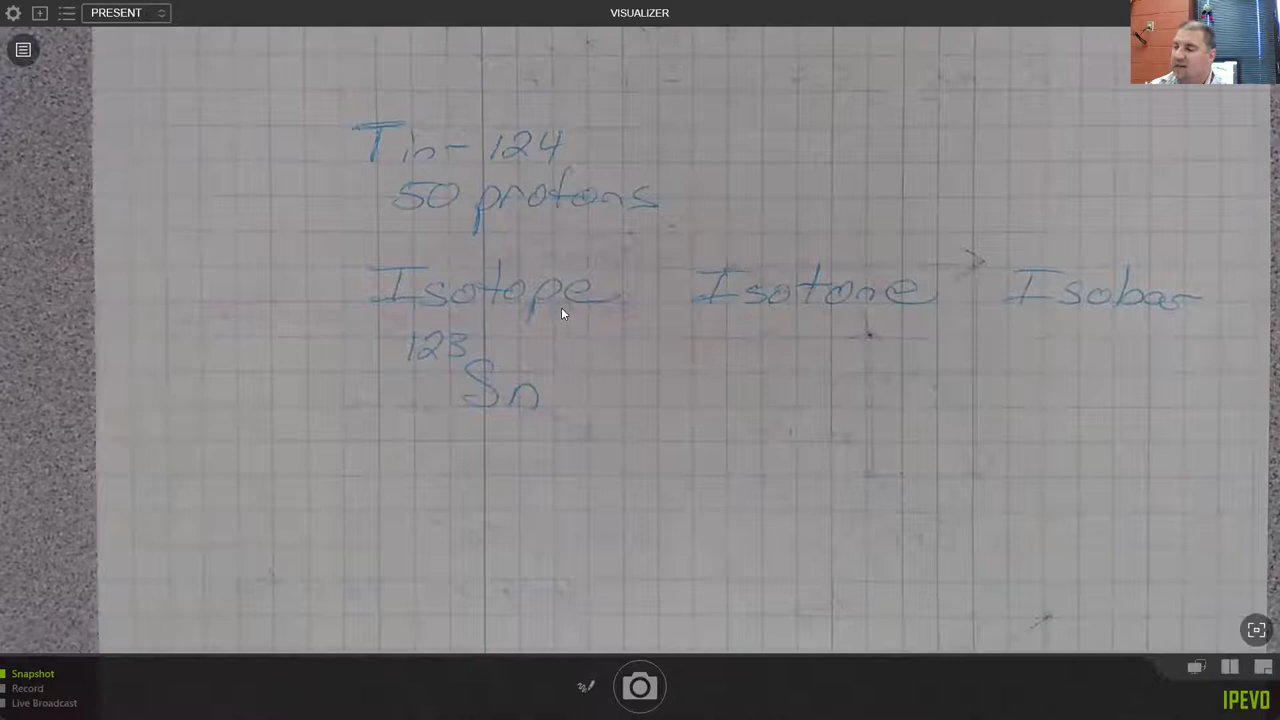 PRESENT
VISUALIZER
Tin-124
50 protons
Isotope Isotone Isobar
123
Sn
Snapshot
Record
Live Broadcast
IPEVO